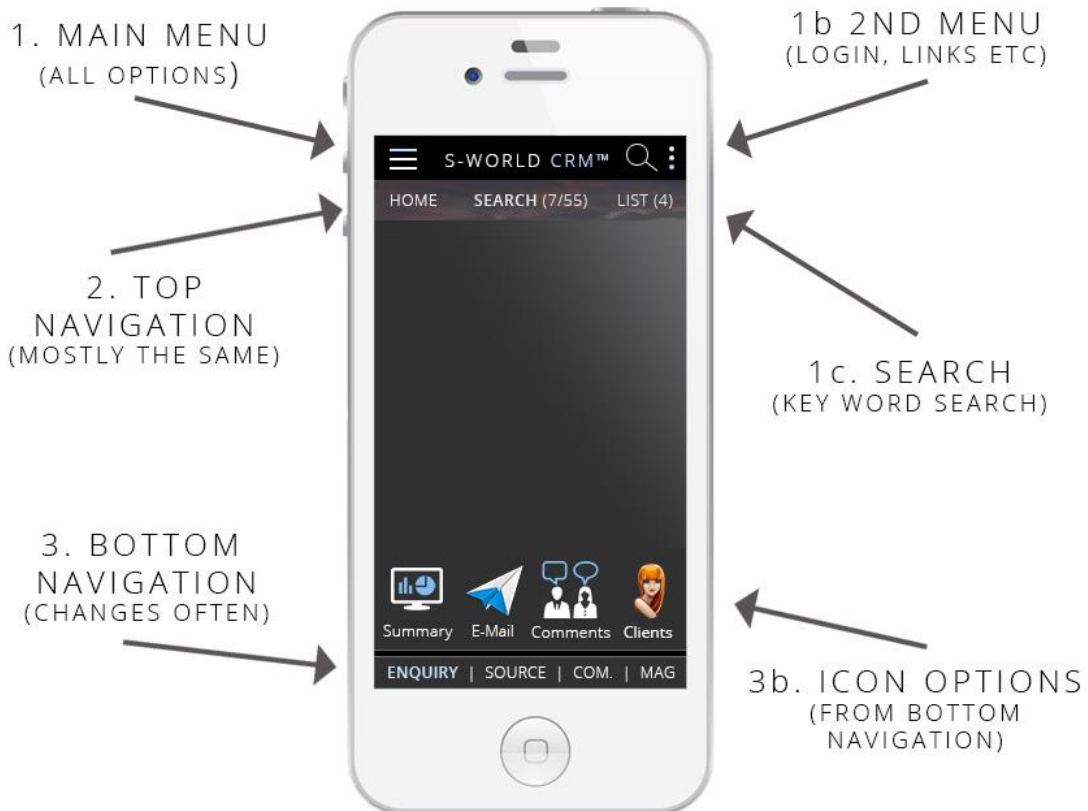 1. MAIN MENU
(ALL OPTIONS)
1b 2ND MENU
(LOGIN, LINKS ETC)
S-WORLD CRM™
HOME SEARCH (7/55) LIST (4)
2. TOP
NAVIGATION
(MOSTLY THE SAME)
1c. SEARCH
(KEY WORD SEARCH)
3. BOTTOM
NAVIGATION
(CHANGES OFTEN)
Summary E-Mail Comments Clients
ENQUIRY | SOURCE | COM. | MAG
3b. ICON OPTIONS
(FROM BOTTOM
NAVIGATION)